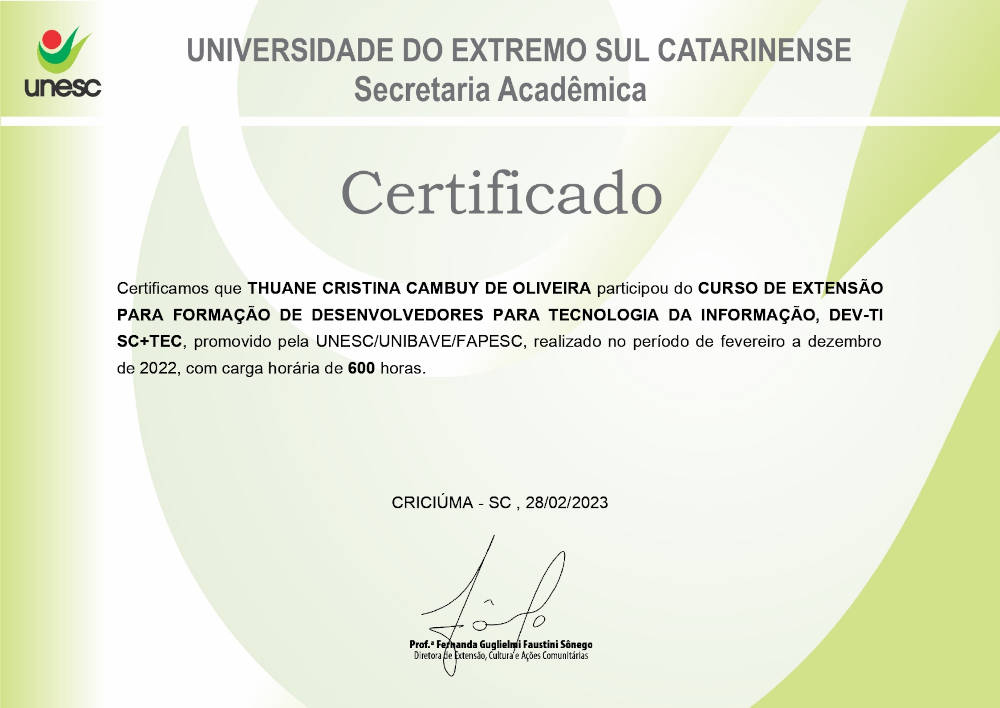 unesc
UNIVERSIDADE DO EXTREMO SUL CATARINENSE
Secretaria Acadêmica
Certificado
Certificamos que THUANE CRISTINA CAMBUY DE OLIVEIRA participou do CURSO DE EXTENSÃO
PARA FORMAÇÃO DE DESENVOLVEDORES PARA TECNOLOGIA DA INFORMAÇÃO, DEV-TI
SC+TEC, promovido pela UNESC/UNIBAVE/FAPESC, realizado no período de fevereiro a dezembro
de 2022, com carga horária de 600 horas.
CRICIÚMA - SC , 28/02/2023
Prof.ª Fernanda Guglielmi Faustini Sônego
Diretora de Extensão, Cultura e Ações Comunitárias